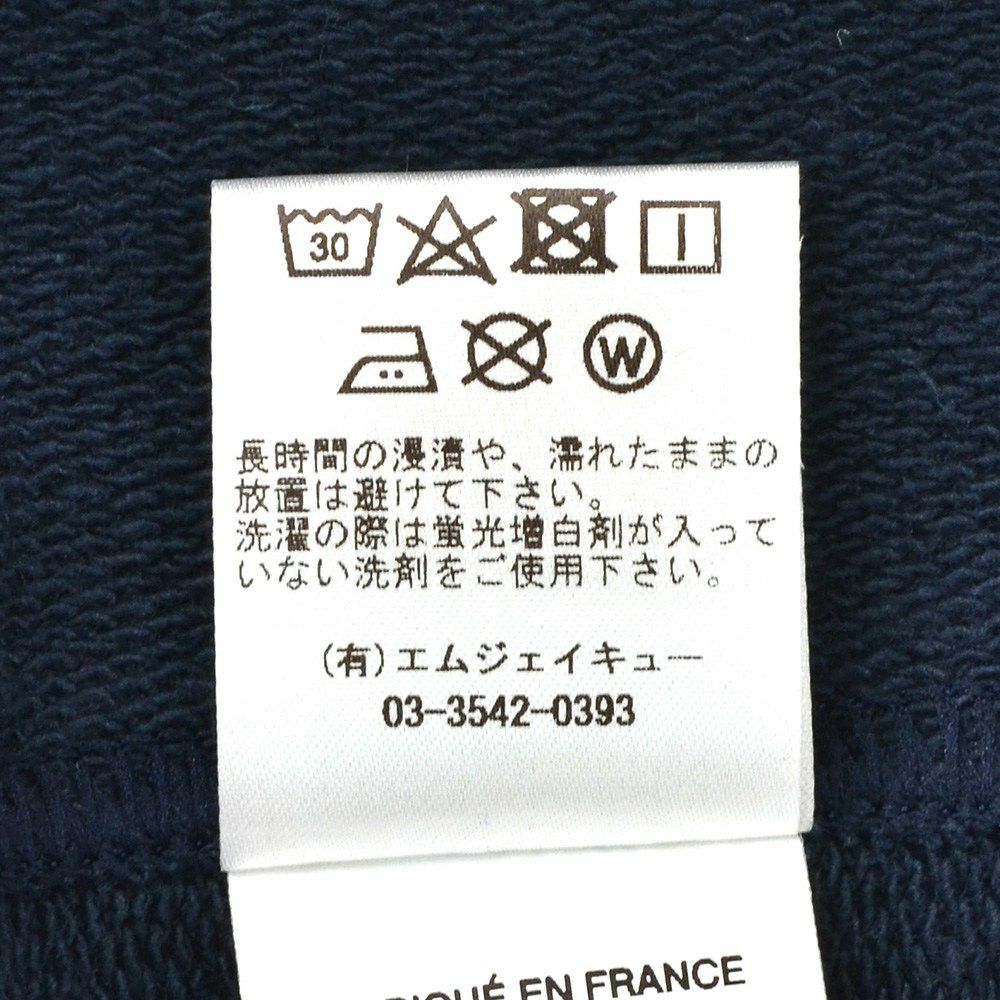 30
W
長時間の浸漬や、濡れたままの
放置は避けて下さい。
洗濯の際は蛍光増白剤が入って
いない洗剤をご使用下さい。
(有)エムジェイキュー
03-3542-0393
EN FRANCE